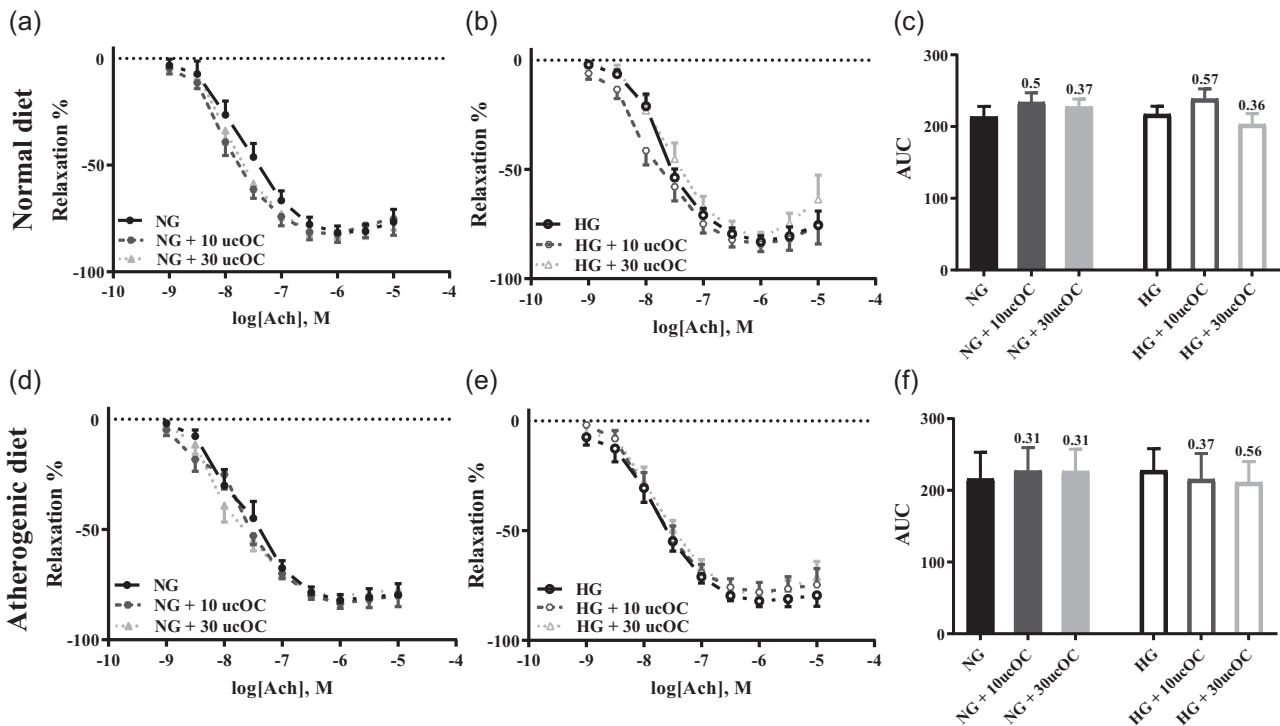 (a)
(b)
(c)
Normal diet
Relaxation %
0
-50
-100
-10
-9
-8
-7
-6
-5
-4
log[Ach], M
NG
NG + 10 ucOC
NG + 30 ucOC
Relaxation %
0
-50
-100
-10
-9
-8
-7
-6
-5
-4
log[Ach], M
HG
HG + 10 ucOC
HG + 30 ucOC
AUC
300
200
100
0
0.5
0.37
0.57
0.36
NG
NG + 10ucOC
NG + 30ucOC
HG
HG + 10ucOC
HG + 30ucOC
(d)
(e)
(f)
Atherogenic diet
Relaxation %
0
-50
-100
-10
-9
-8
-7
-6
-5
-4
log[Ach], M
NG
NG + 10 ucOC
NG + 30 ucOC
Relaxation %
0
-50
-100
-10
-9
-8
-7
-6
-5
-4
log[Ach], M
HG
HG + 10 ucOC
HG + 30 ucOC
AUC
300
200
100
0
0.31
0.31
0.37
0.56
NG
NG + 10ucOC
NG + 30ucOC
HG
HG + 10ucOC
HG + 30ucOC